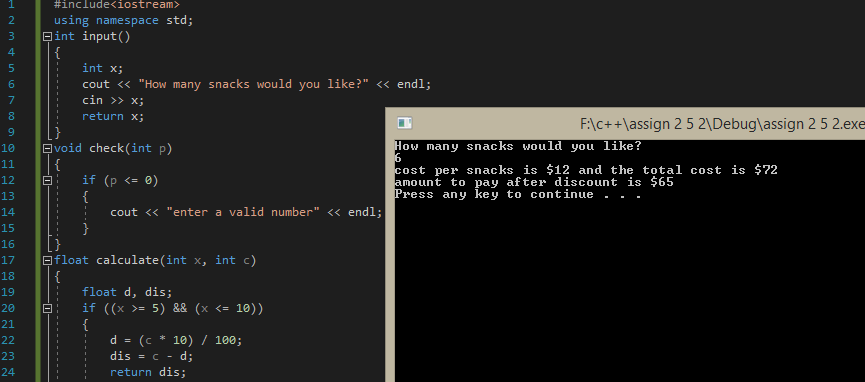 1 #include<iostream>
2 using namespace std;
3 int input()
4 {
5 int x;
6 cout << "How many snacks would you like?" << endl;
7 cin >> x;
8 return x;
9 }
10 void check(int p)
11 {
12 if (p <= 0)
13 {
14 cout << "enter a valid number" << endl;
15 }
16 }
17 float calculate(int x, int c)
18 {
19 float d, dis;
20 if ((x >= 5) && (x <= 10))
21 {
22 d = (c * 10) / 100;
23 dis = c - d;
24 return dis;
F:\c++\assign 2 5 2\Debug\assign 2 5 2.exe
How many snacks would you like?
6
cost per snacks is $12 and the total cost is $72
amount to pay after discount is $65
Press any key to continue . . .